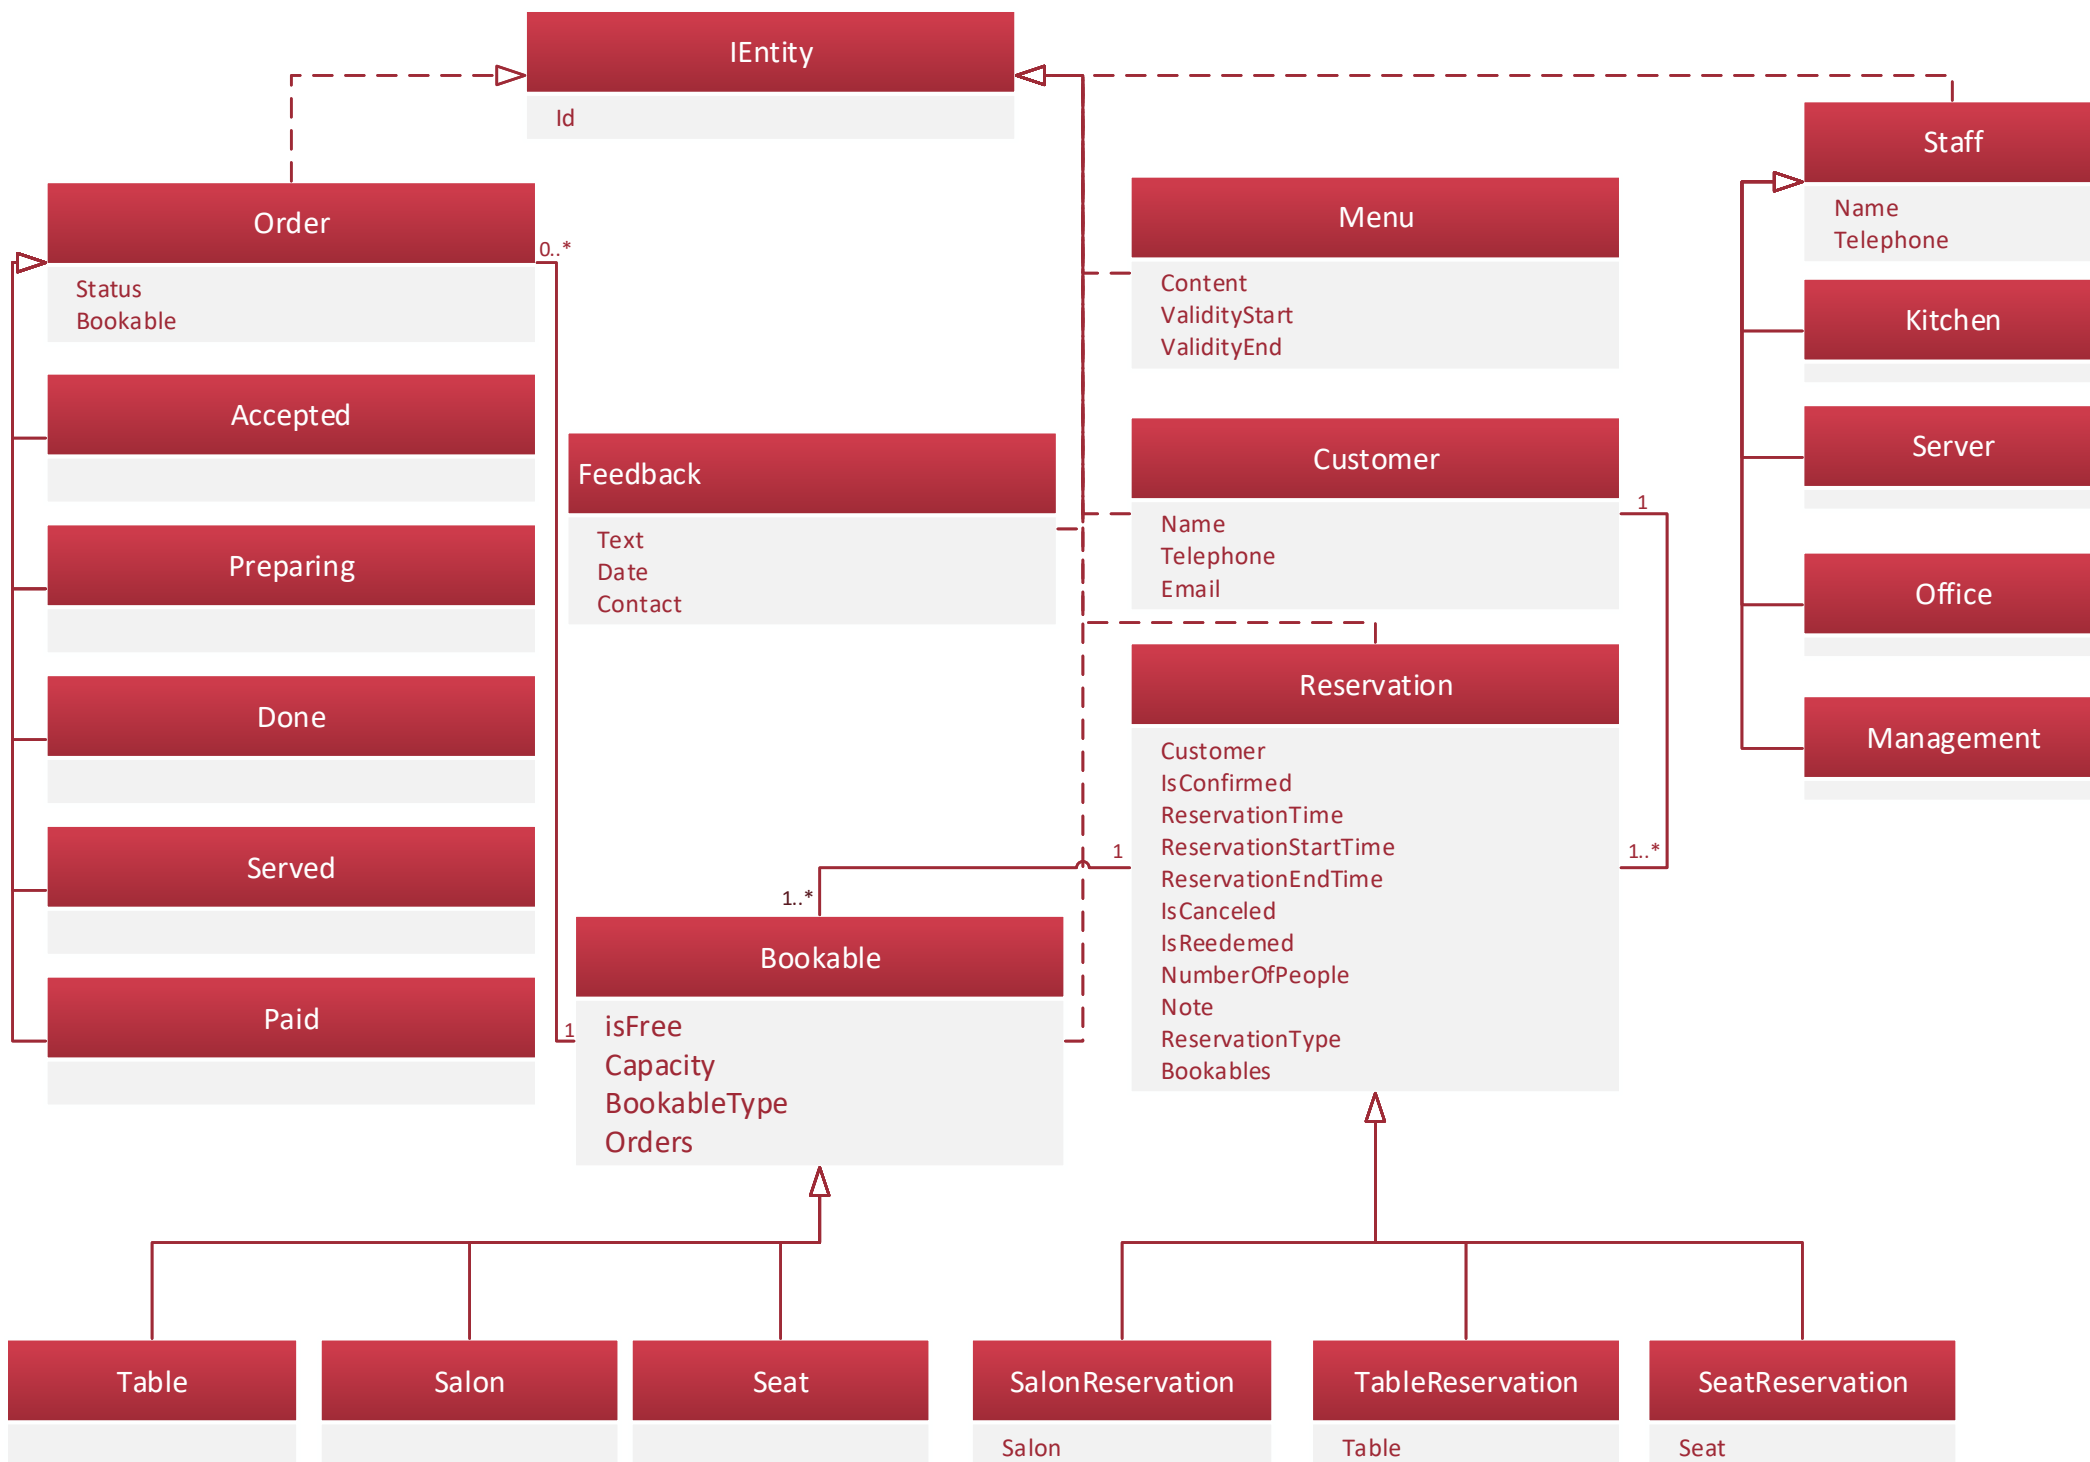 IEntity
Id
Order
0..*
Status
Bookable
Accepted
Preparing
Done
Served
Paid
Feedback
Text
Date
Contact
Menu
Content
ValidityStart
ValidityEnd
Customer
1
Name
Telephone
Email
Reservation
Customer
IsConfirmed
ReservationTime
ReservationStartTime
ReservationEndTime
IsCanceled
IsReedemed
NumberOfPeople
Note
ReservationType
Bookables
1
1..*
1..*
Bookable
1
isFree
Capacity
BookableType
Orders
Staff
Name
Telephone
Kitchen
Server
Office
Management
Table
Salon
Seat
SalonReservation
Salon
TableReservation
Table
SeatReservation
Seat